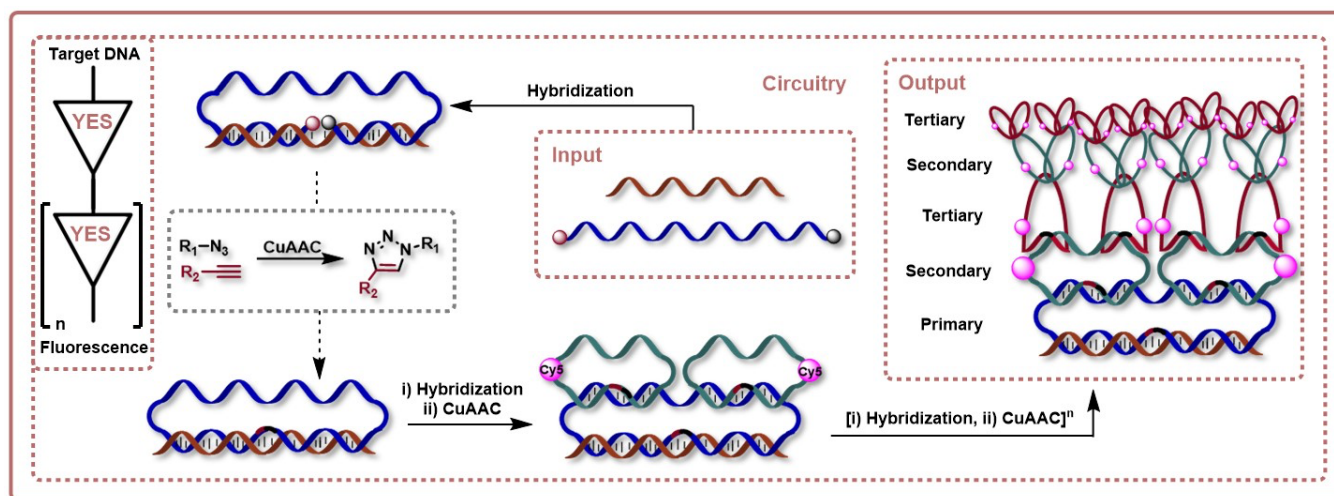 Target DNA
YES
YES
n
Fluorescence
Hybridization
Circuitry
Input
R₁–N₃
R₂
CuAAC
N
N
N
R₁
R₂
i) Hybridization
ii) CuAAC
Cy5
Cy5
[i) Hybridization, ii) CuAAC]ⁿ
Output
Tertiary
Secondary
Tertiary
Secondary
Primary